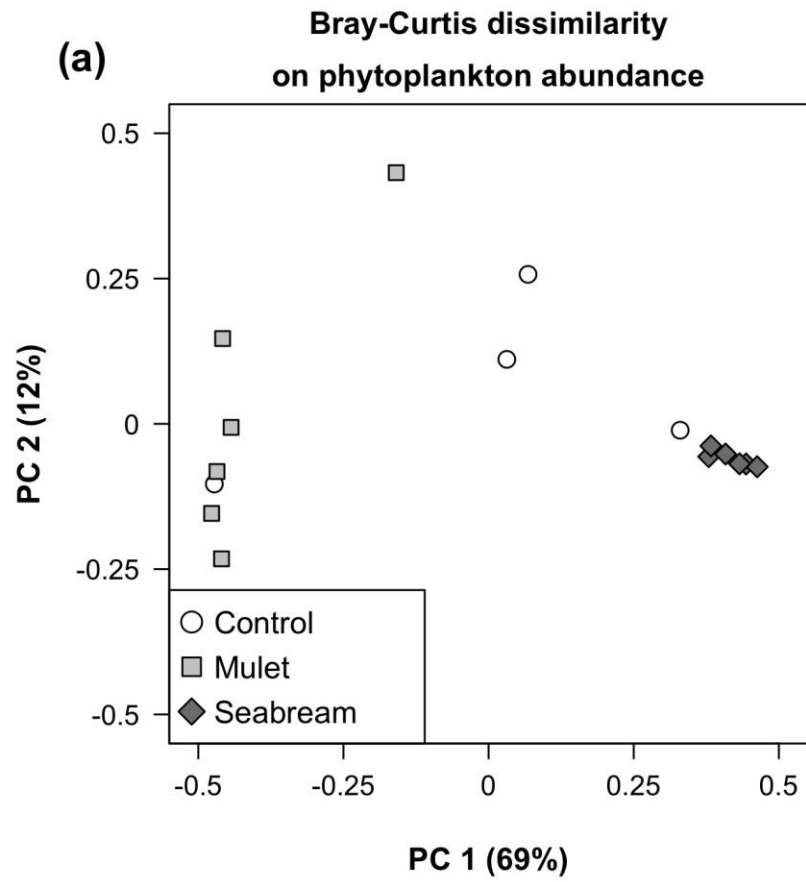 Bray-Curtis dissimilarity
(a)
on phytoplankton abundance
0.5
0.25
0
-0.25
-0.5
PC 2 (12%)
Control
Mulet
Seabream
-0.5 -0.25 0 0.25 0.5
PC 1 (69%)